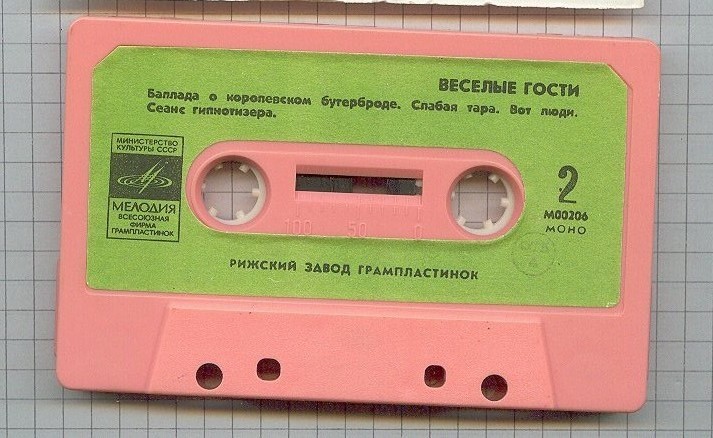 ВЕСЕЛЫЕ ГОСТИ
Баллада о королевском бутерброде. Слабая тара. Вот люди.
Сеанс гипнотизера.
МИНИСТЕРСТВО
КУЛЬТУРЫ СССР
МЕЛОДИЯ
ВСЕСОЮЗНАЯ
ФИРМА
ГРАМПЛАСТИНОК
2
М00206
МОНО
100 50 0
РИЖСКИЙ ЗАВОД ГРАМПЛАСТИНОК